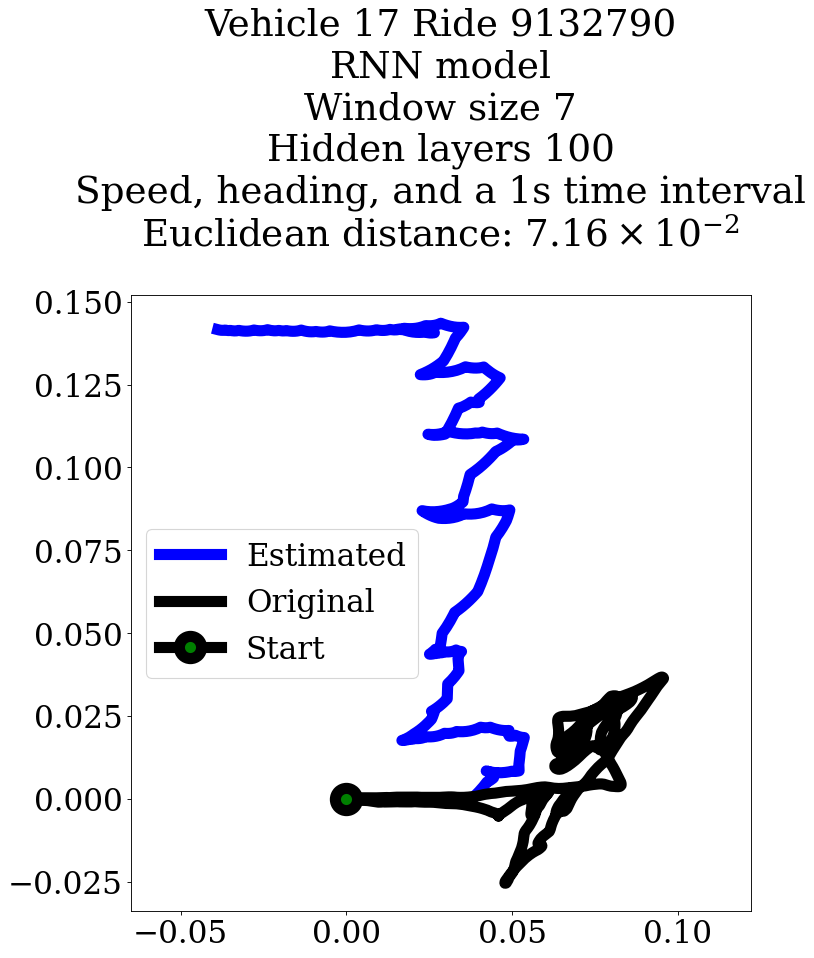 Vehicle 17 Ride 9132790
RNN model
Window size 7
Hidden layers 100
Speed, heading, and a 1s time interval
Euclidean distance: 7.16 × 10⁻²
0.150
0.125
0.100
0.075
0.050
0.025
0.000
−0.025
Estimated
Original
Start
−0.05 0.00 0.05 0.10